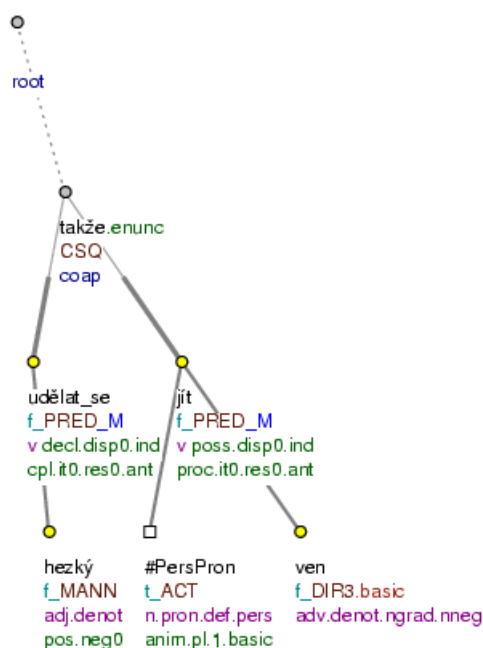 root
takže.enunc
CSQ
coap
udělat_se
f_PRED_M
v decl.disp0.ind
cpl.it0.res0.ant
jít
f_PRED_M
v poss.disp0.ind
proc.it0.res0.ant
hezký
f_MANN
adj.denot
pos.neg0
#PersPron
t_ACT
n.pron.def.pers
anim.pl.1.basic
ven
f_DIR3.basic
adv.denot.ngrad.nneg